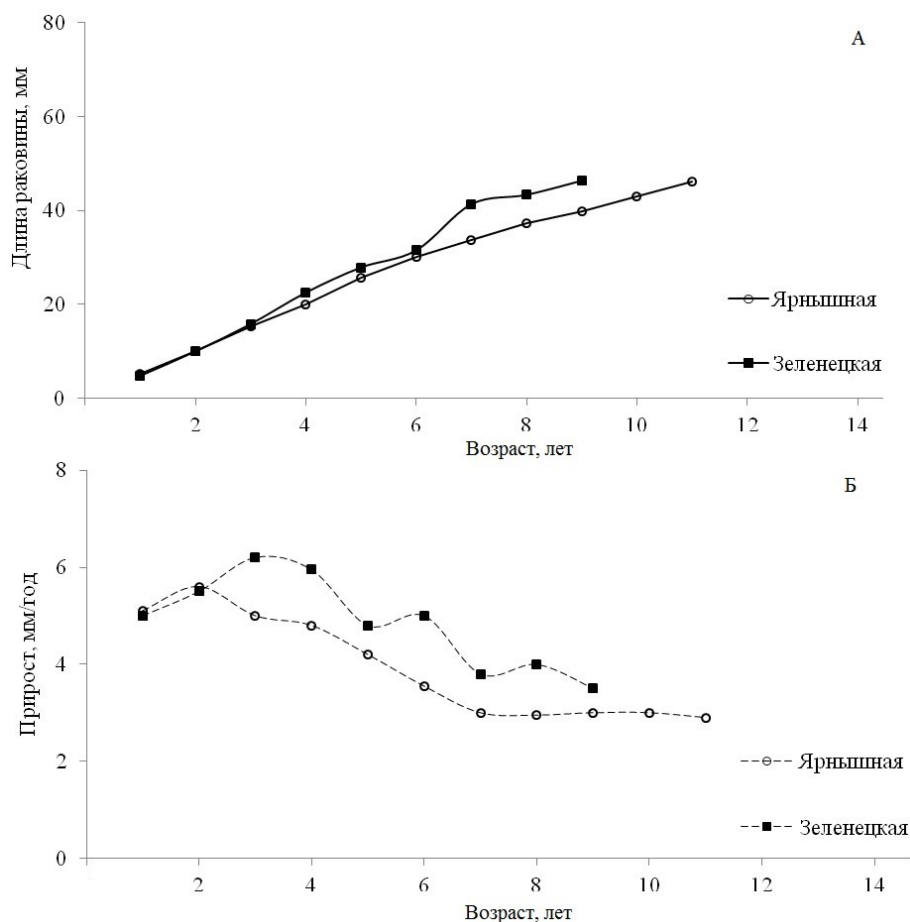 А
80
60
40
20
0
Длина раковины, мм
Ярнышная
Зеленецкая
2 4 6 8 10 12 14
Возраст, лет
Б
8
6
4
2
0
Прирост, мм/год
Ярнышная
Зеленецкая
2 4 6 8 10 12 14
Возраст, лет